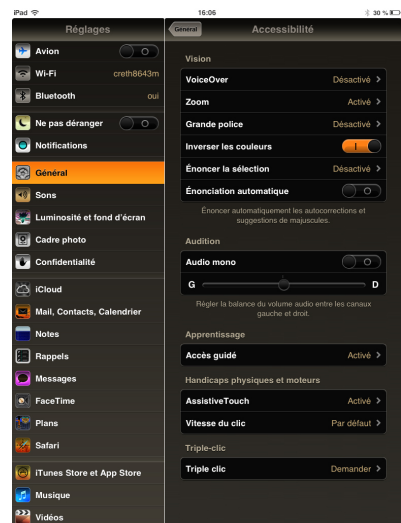 iPad 16:06 30 %
Réglages
Avion
Wi-Fi creth8643m
Bluetooth oui
Ne pas déranger
Notifications
Général
Sons
Luminosité et fond d'écran
Cadre photo
Confidentialité
iCloud
Mail, Contacts, Calendrier
Notes
Rappels
Messages
FaceTime
Plans
Safari
iTunes Store et App Store
Musique
Vidéos
Général Accessibilité
Vision
VoiceOver Désactivé
Zoom Activé
Grande police Désactivé
Inverser les couleurs
Énoncer la sélection Désactivé
Énonciation automatique
Énoncer automatiquement les autocorrections et
suggestions de majuscules.
Audition
Audio mono
G D
Régler la balance du volume audio entre les canaux
gauche et droit.
Apprentissage
Accès guidé Activé
Handicaps physiques et moteurs
AssistiveTouch Activé
Vitesse du clic Par défaut
Triple-clic
Triple clic Demander